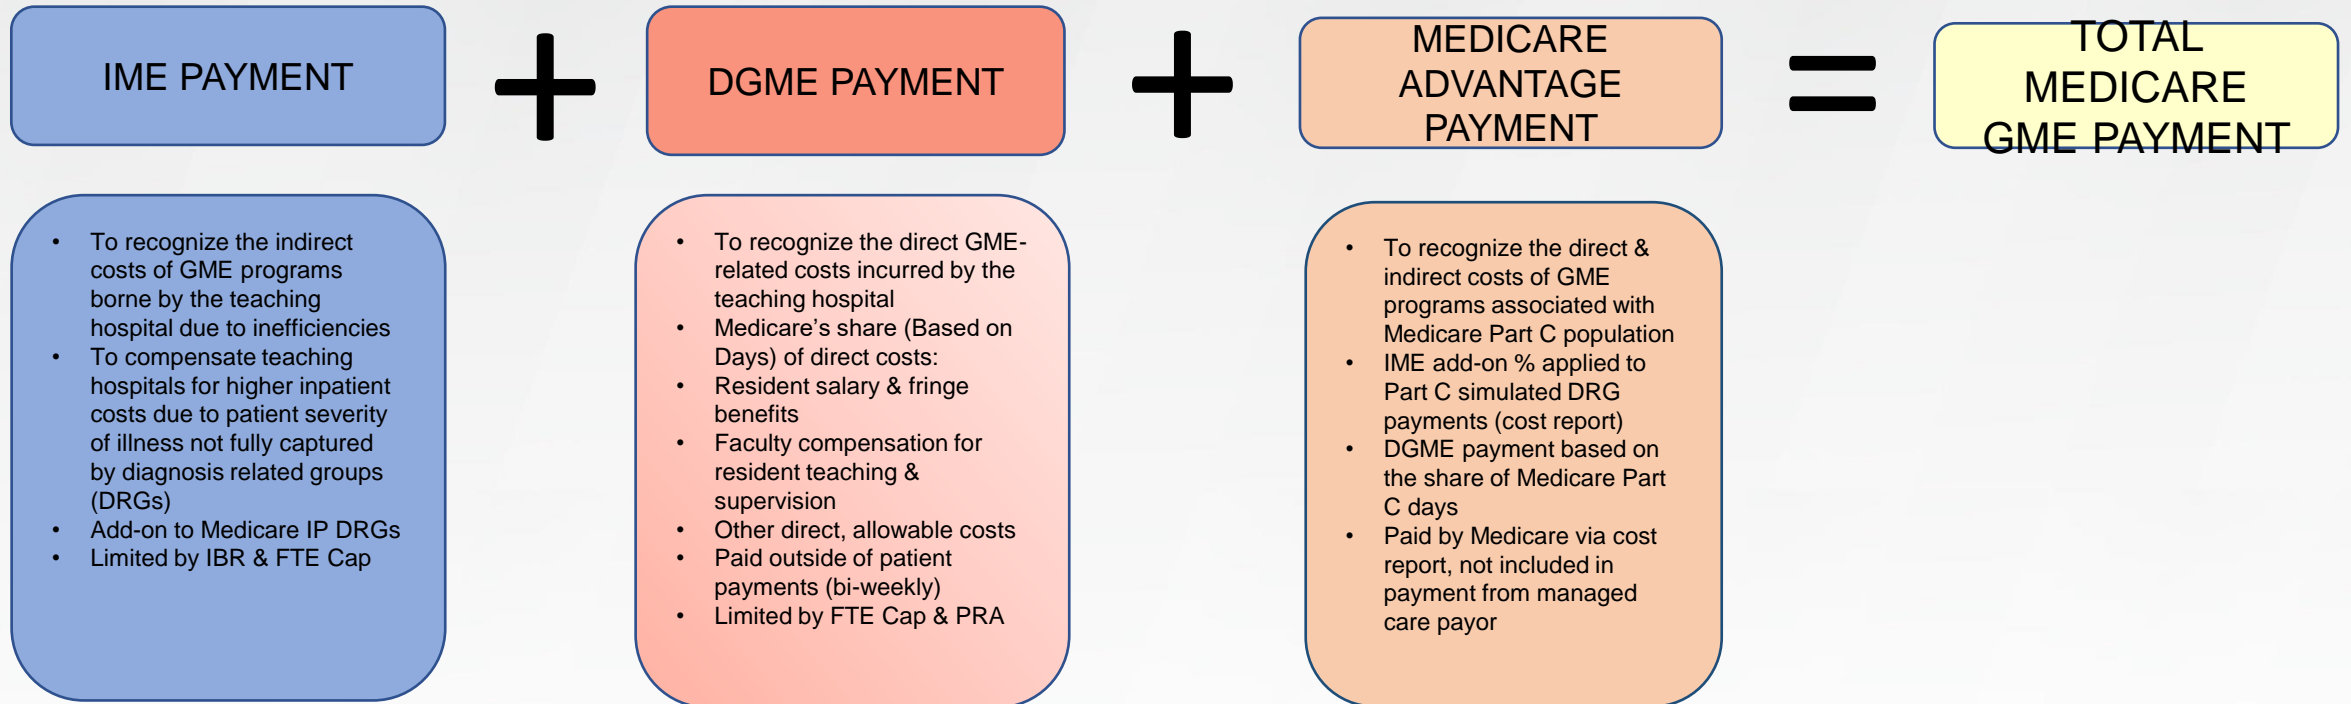 IME PAYMENT
+
DGME PAYMENT
+
MEDICARE
ADVANTAGE
PAYMENT
=
TOTAL
MEDICARE
GME PAYMENT
• To recognize the indirect
costs of GME programs
borne by the teaching
hospital due to inefficiencies
• To compensate teaching
hospitals for higher inpatient
costs due to patient severity
of illness not fully captured
by diagnosis related groups
(DRGs)
• Add-on to Medicare IP DRGs
• Limited by IBR & FTE Cap
• To recognize the direct GME-
related costs incurred by the
teaching hospital
• Medicare’s share (Based on
Days) of direct costs:
• Resident salary & fringe
benefits
• Faculty compensation for
resident teaching &
supervision
• Other direct, allowable costs
• Paid outside of patient
payments (bi-weekly)
• Limited by FTE Cap & PRA
• To recognize the direct &
indirect costs of GME
programs associated with
Medicare Part C population
• IME add-on % applied to
Part C simulated DRG
payments (cost report)
• DGME payment based on
the share of Medicare Part
C days
• Paid by Medicare via cost
report, not included in
payment from managed
care payor